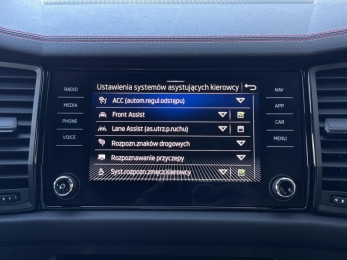 Ustawienia systemów asystujących kierowcy
RADIO
MEDIA
PHONE
VOICE
ACC (autom.regul.odstępu)
Front Assist
Lane Assist (as.utrz.p.ruchu)
Rozpozn.znaków drogowych
Rozpoznawanie przyczepy
Syst.rozpozn.zmęcz.kierowcy
NAV
APP
CAR
MENU